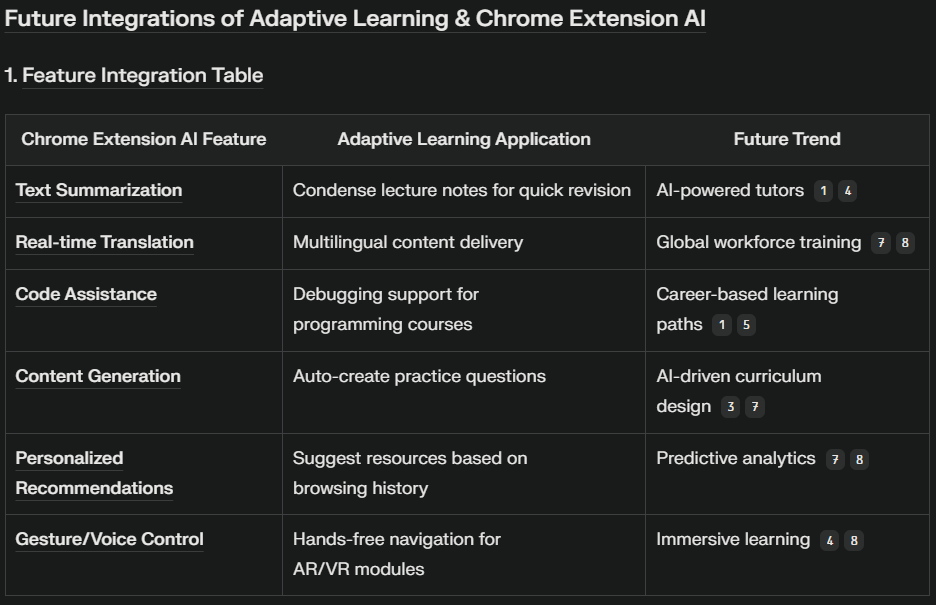 Future Integrations of Adaptive Learning & Chrome Extension AI
1. Feature Integration Table
Chrome Extension AI Feature Adaptive Learning Application Future Trend
Text Summarization Condense lecture notes for quick revision AI-powered tutors 1 4
Real-time Translation Multilingual content delivery Global workforce training 7 8
Code Assistance Debugging support for Career-based learning
programming courses paths 1 5
Content Generation Auto-create practice questions AI-driven curriculum
design 3 7
Personalized Suggest resources based on Predictive analytics 7 8
Recommendations browsing history
Gesture/Voice Control Hands-free navigation for Immersive learning 4 8
AR/VR modules